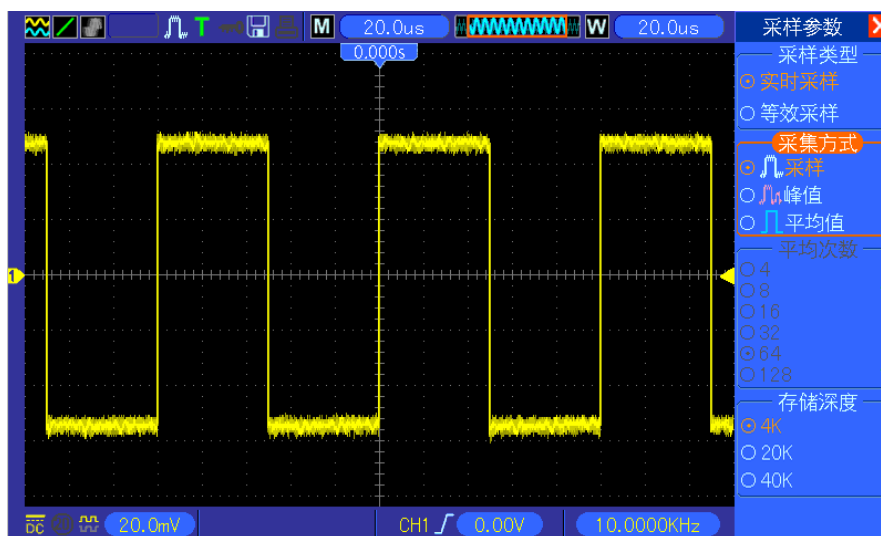 T M 20.0us W 20.0us
0.000s
采样参数
采样类型
实时采样
等效采样
采集方式
采样
峰值
平均值
平均次数
4
8
16
32
64
128
存储深度
4K
20K
40K
1
DC 20.0mV CH1 0.00V 10.0000KHz